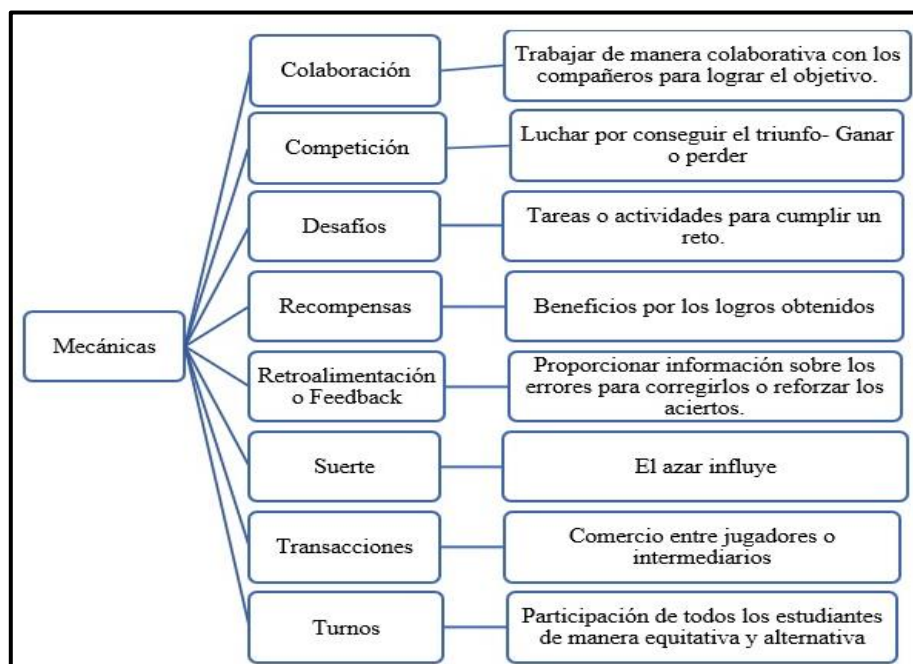 Mecánicas
Colaboración
Trabajar de manera colaborativa con los
compañeros para lograr el objetivo.
Competición
Luchar por conseguir el triunfo- Ganar
o perder
Desafíos
Tareas o actividades para cumplir un
reto.
Recompensas
Beneficios por los logros obtenidos
Retroalimentación
o Feedback
Proporcionar información sobre los
errores para corregirlos o reforzar los
aciertos.
Suerte
El azar influye
Transacciones
Comercio entre jugadores o
intermediarios
Turnos
Participación de todos los estudiantes
de manera equitativa y alternativa